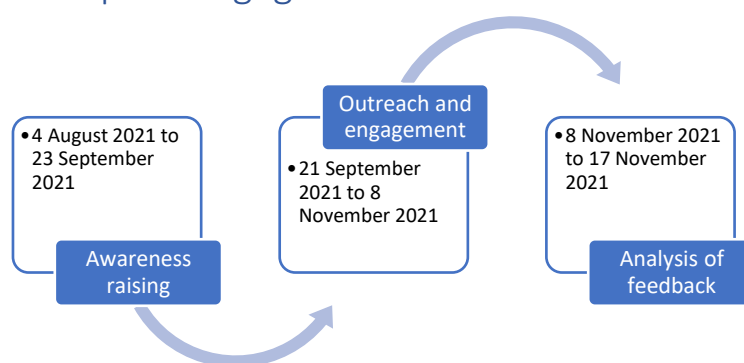 •4 August 2021 to
23 September
2021
Awareness
raising
Outreach and
engagement
•21 September
2021 to 8
November 2021
•8 November 2021
to 17 November
2021
Analysis of
feedback